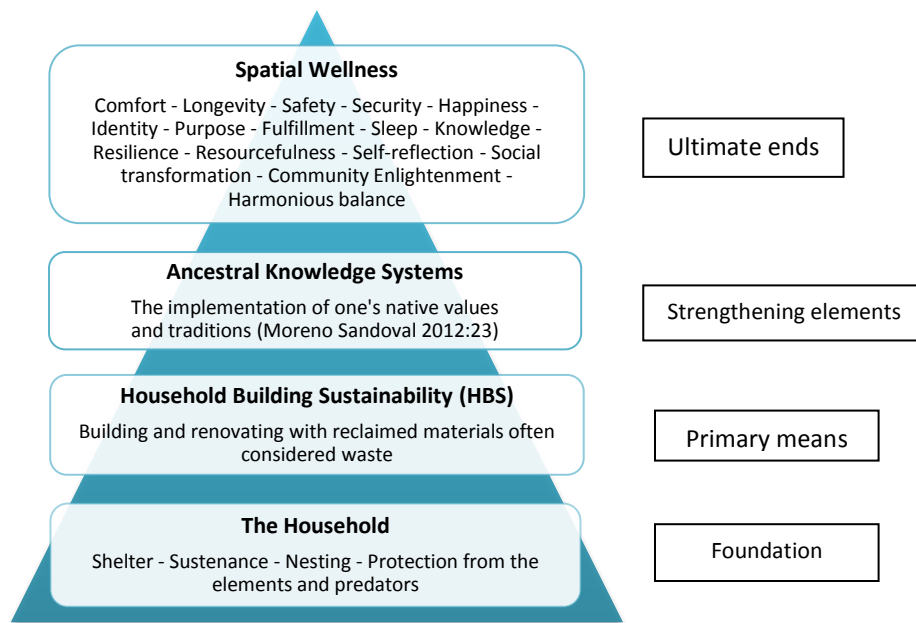 Spatial Wellness
Comfort - Longevity - Safety - Security - Happiness -
Identity - Purpose - Fulfillment - Sleep - Knowledge -
Resilience - Resourcefulness - Self-reflection - Social
transformation - Community Enlightenment -
Harmonious balance
Ultimate ends
Ancestral Knowledge Systems
The implementation of one's native values
and traditions (Moreno Sandoval 2012:23)
Strengthening elements
Household Building Sustainability (HBS)
Building and renovating with reclaimed materials often
considered waste
Primary means
The Household
Shelter - Sustenance - Nesting - Protection from the
elements and predators
Foundation